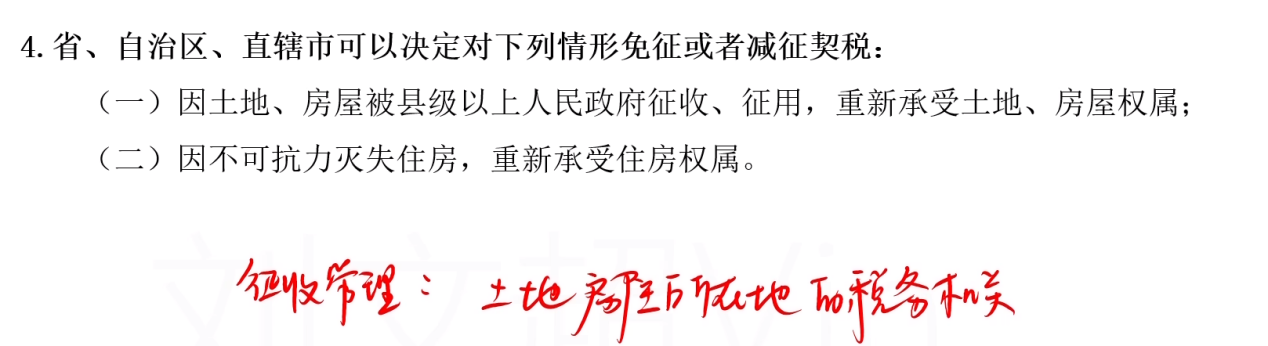 4. 省、自治区、直辖市可以决定对下列情形免征或者减征契税：
（一）因土地、房屋被县级以上人民政府征收、征用，重新承受土地、房屋权属；
（二）因不可抗力灭失住房，重新承受住房权属。
征收管理：土地房屋所在地的税务机关